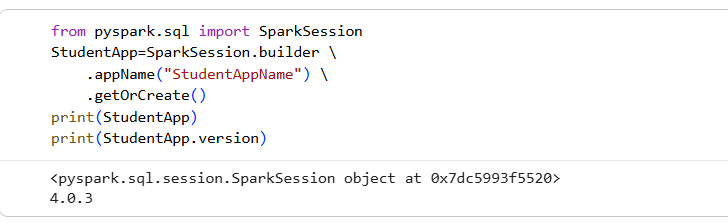 from pyspark.sql import SparkSession
StudentApp=SparkSession.builder \
    .appName("StudentAppName") \
    .getOrCreate()
print(StudentApp)
print(StudentApp.version)
<pyspark.sql.session.SparkSession object at 0x7dc5993f5520>
4.0.3